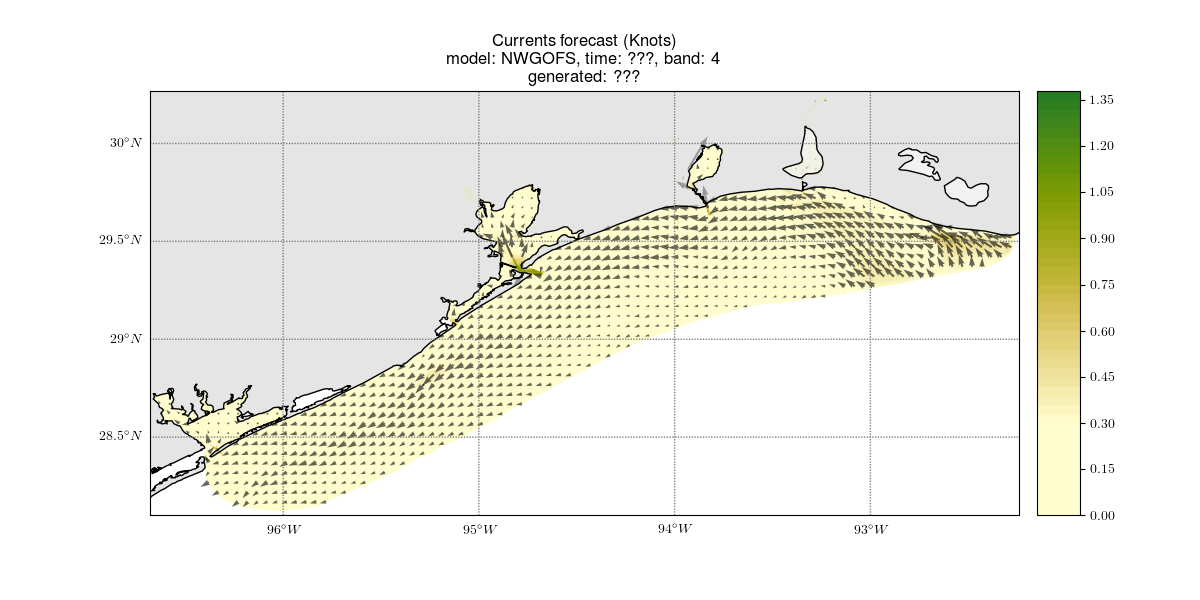 Currents forecast (Knots)
model: NWGOFS, time: ???, band: 4
generated: ???
30°N
29.5°N
29°N
28.5°N
96°W
95°W
94°W
93°W
1.35
1.20
1.05
0.90
0.75
0.60
0.45
0.30
0.15
0.00